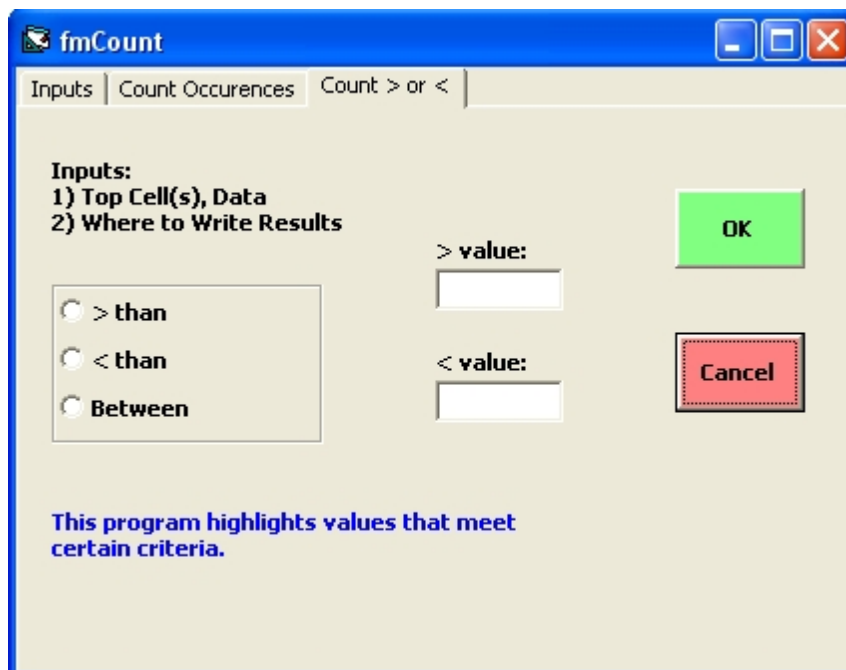 fmCount
Inputs
Count Occurences
Count > or <
Inputs:
1) Top Cell(s), Data
2) Where to Write Results
> than
< than
Between
> value:
< value:
OK
Cancel
This program highlights values that meet
certain criteria.